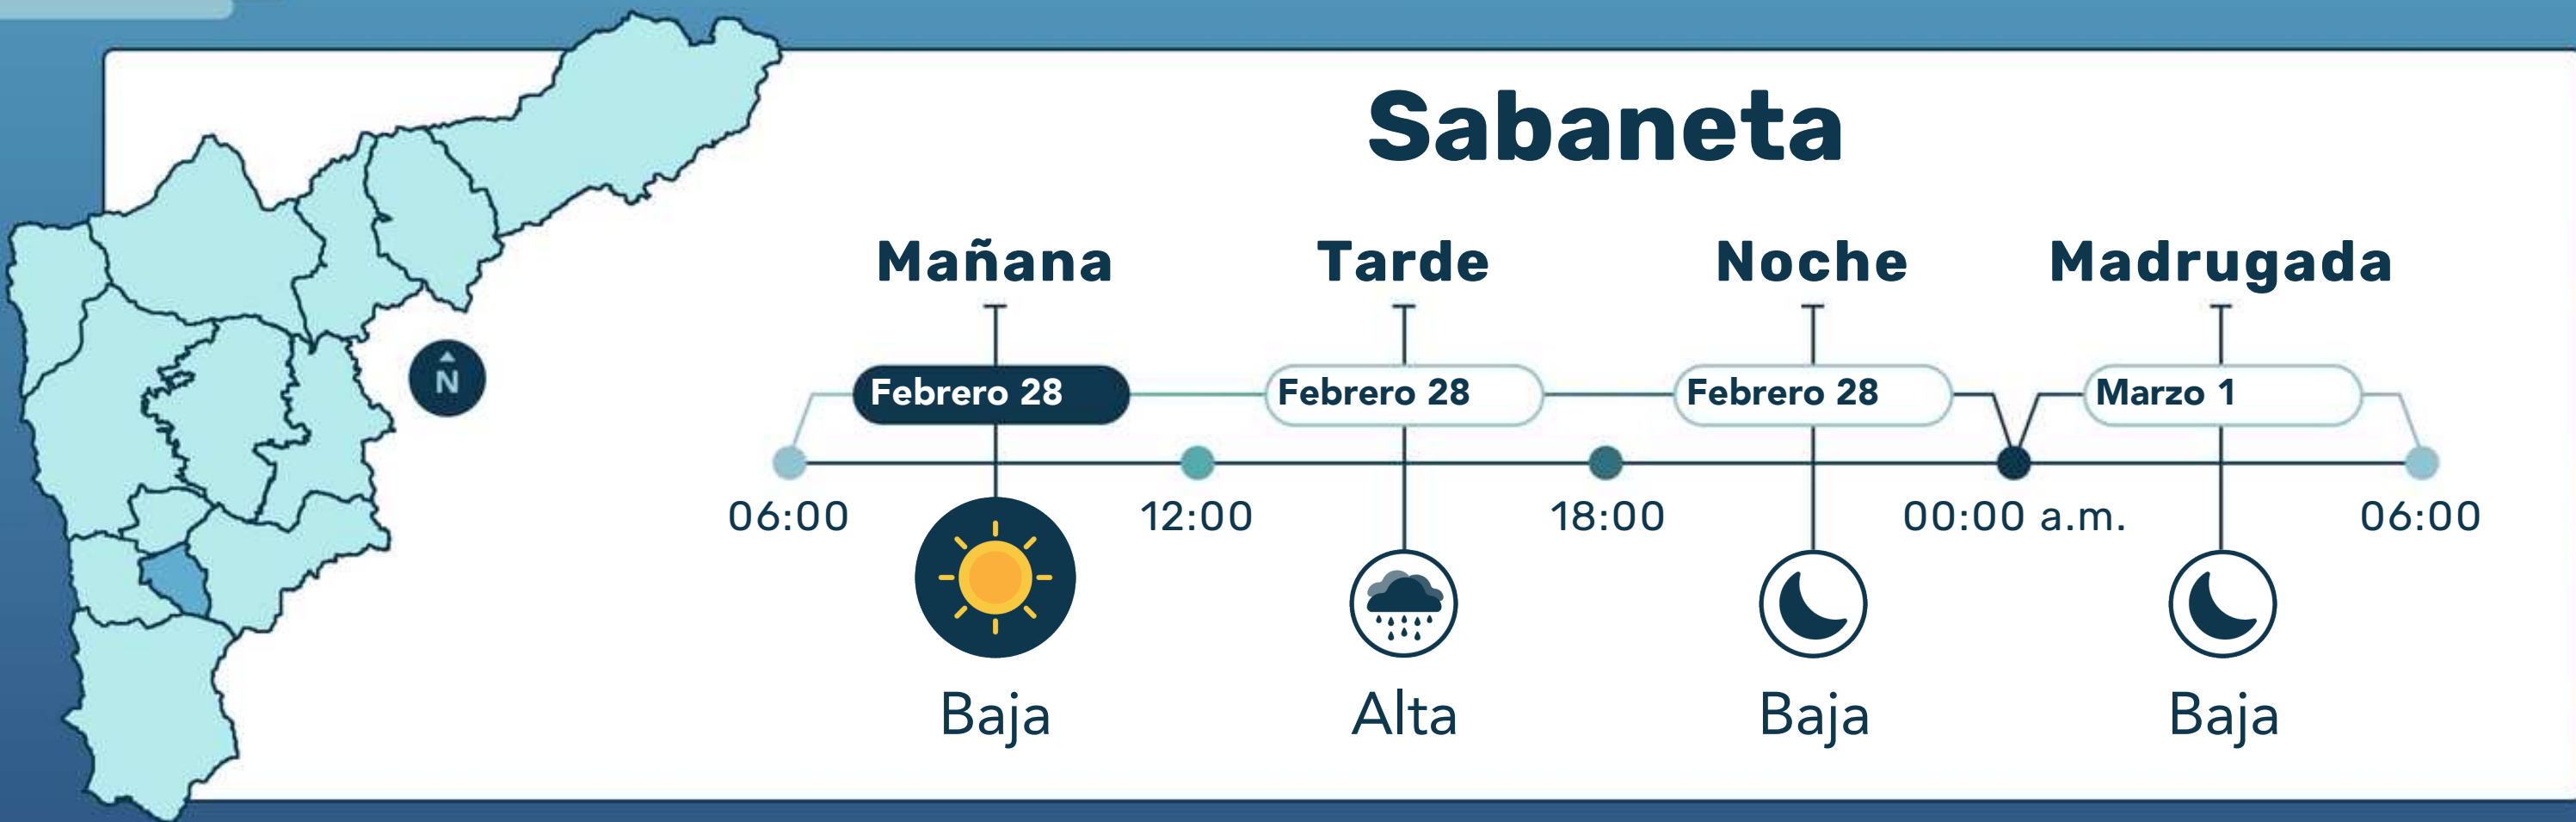 Sabaneta
Mañana Tarde Noche Madrugada
Febrero 28 Febrero 28 Febrero 28 Marzo 1
N
06:00 12:00 18:00 00:00 a.m. 06:00
Baja Alta Baja Baja